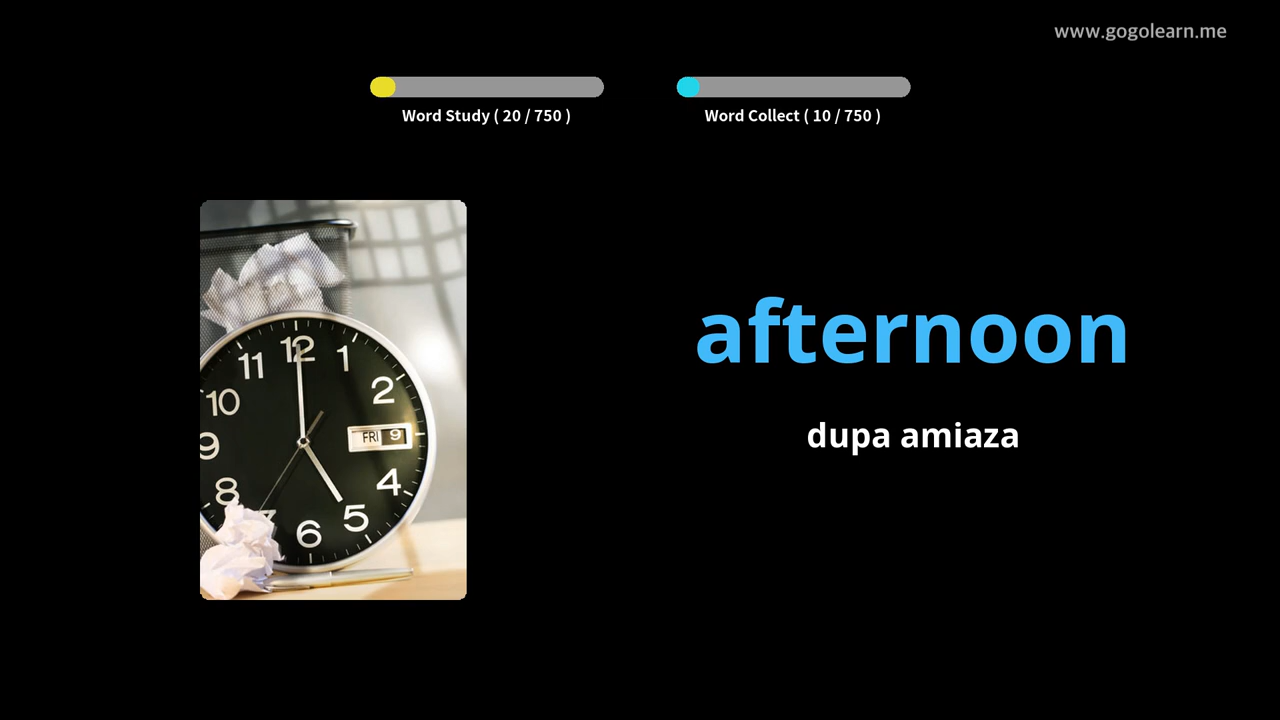 www.gogolearn.me
Word Study ( 20 / 750 )
Word Collect ( 10 / 750 )
12
11
1
10
2
9
FRI 9
8
4
7
5
6
afternoon
dupa amiaza